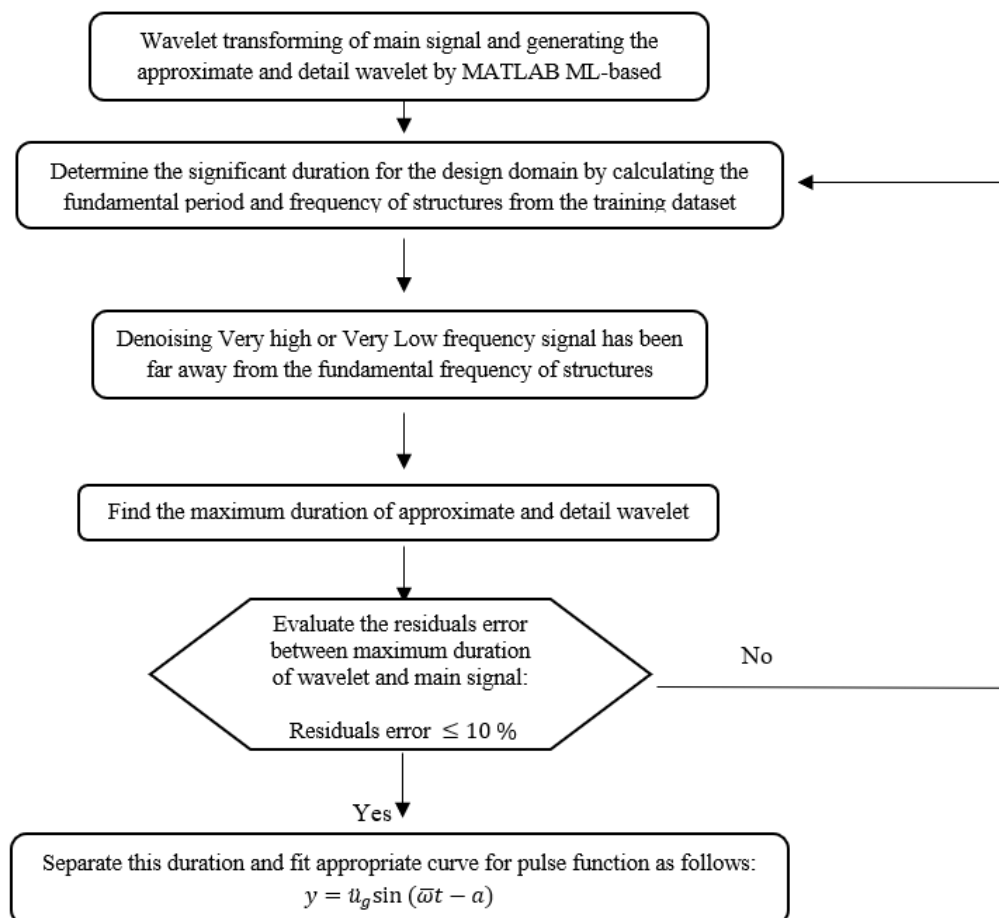 Wavelet transforming of main signal and generating the
approximate and detail wavelet by MATLAB ML-based
Determine the significant duration for the design domain by calculating the
fundamental period and frequency of structures from the training dataset
Denoising Very high or Very Low frequency signal has been
far away from the fundamental frequency of structures
Find the maximum duration of approximate and detail wavelet
Evaluate the residuals error
between maximum duration
of wavelet and main signal:
Residuals error ≤ 10 %
No
Yes
Separate this duration and fit appropriate curve for pulse function as follows:
y = ü_g sin (ω̅t − a)